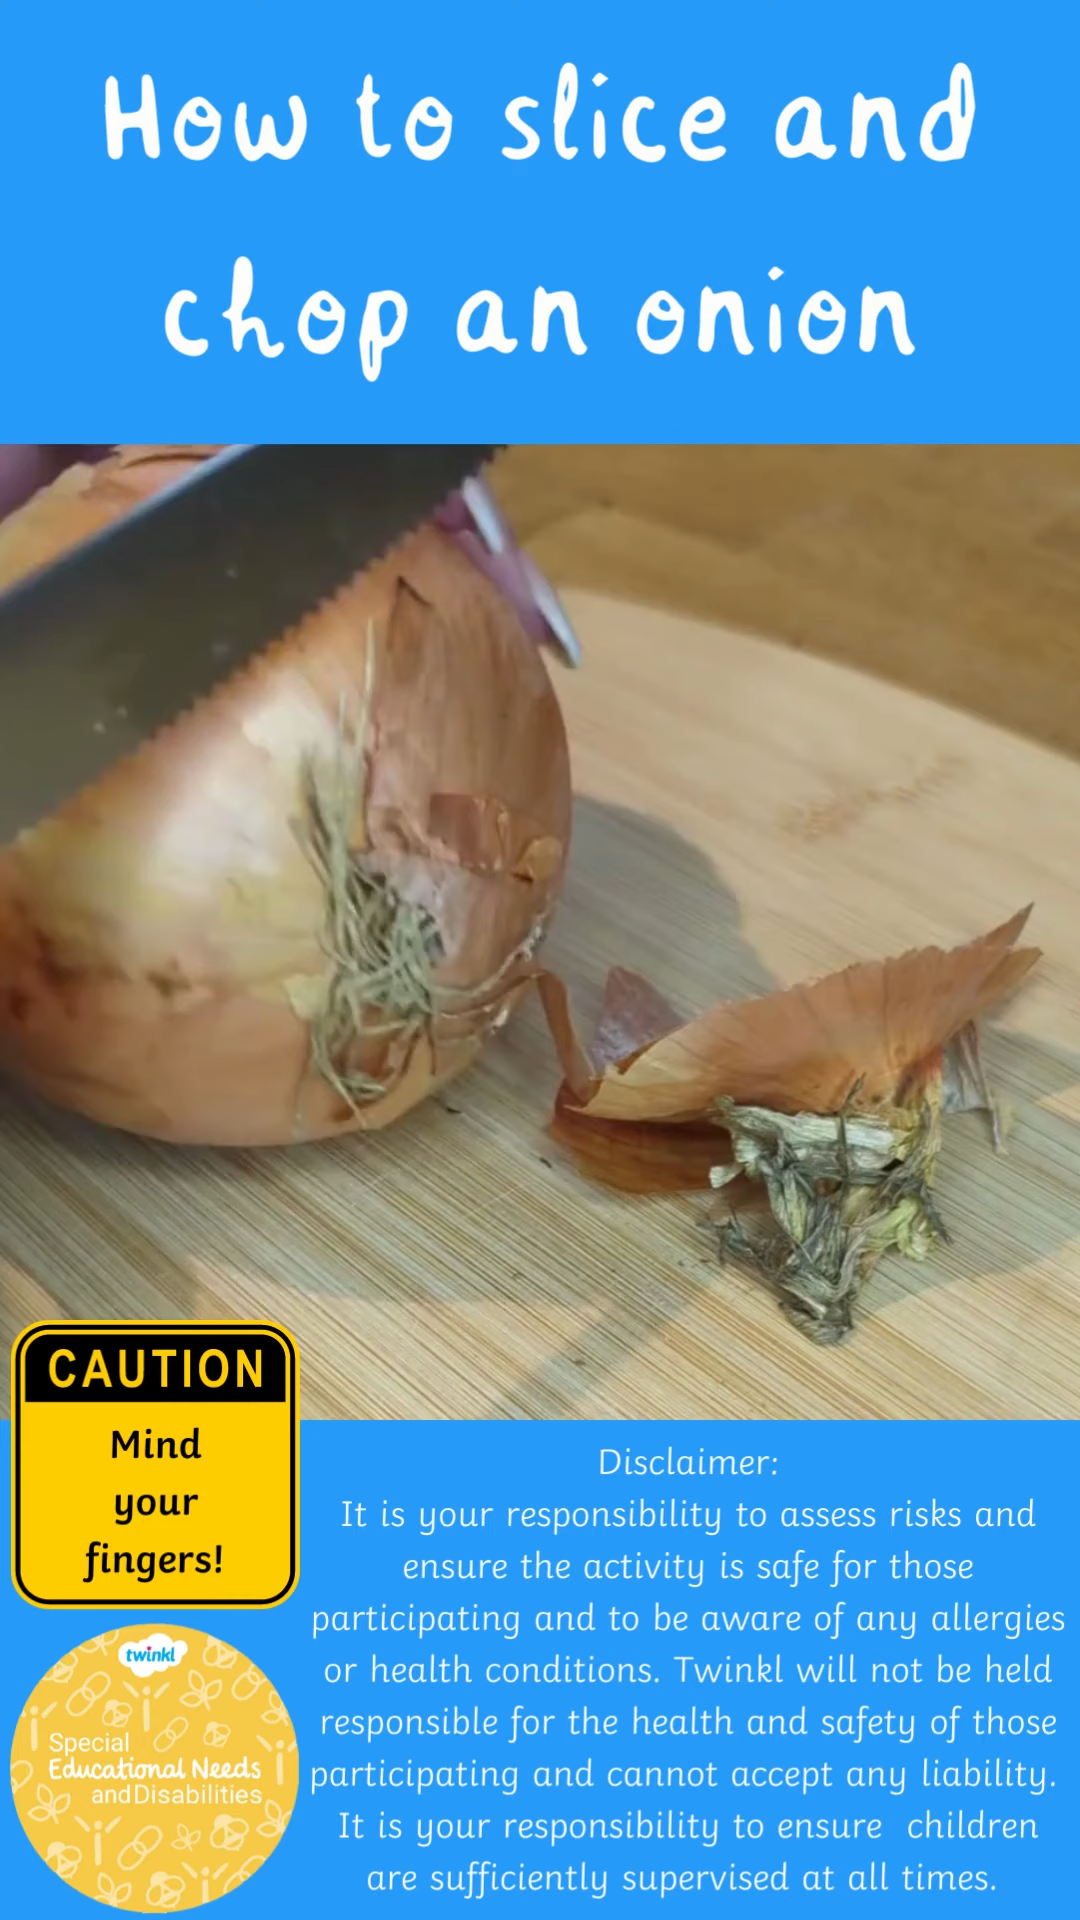 How to slice and
chop an onion
CAUTION
Mind
your
fingers!
Disclaimer:
It is your responsibility to assess risks and
ensure the activity is safe for those
participating and to be aware of any allergies
or health conditions. Twinkl will not be held
responsible for the health and safety of those
participating and cannot accept any liability.
It is your responsibility to ensure children
are sufficiently supervised at all times.
twinkl
Special
Educational Needs
and Disabilities